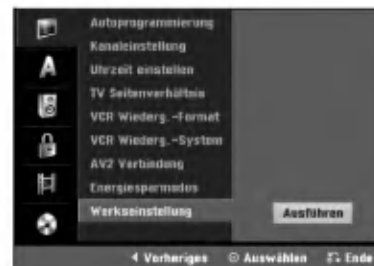 Autoprogrammierung
Kanaleinstellung
Uhrzeit einstellen
TV Seitenverhältnis
VCR Wiederg.-Format
VCR Wiederg.-System
AV2 Verbindung
Energiesparmodus
Werkseinstellung Ausführen
Vorheriges Auswählen Ende